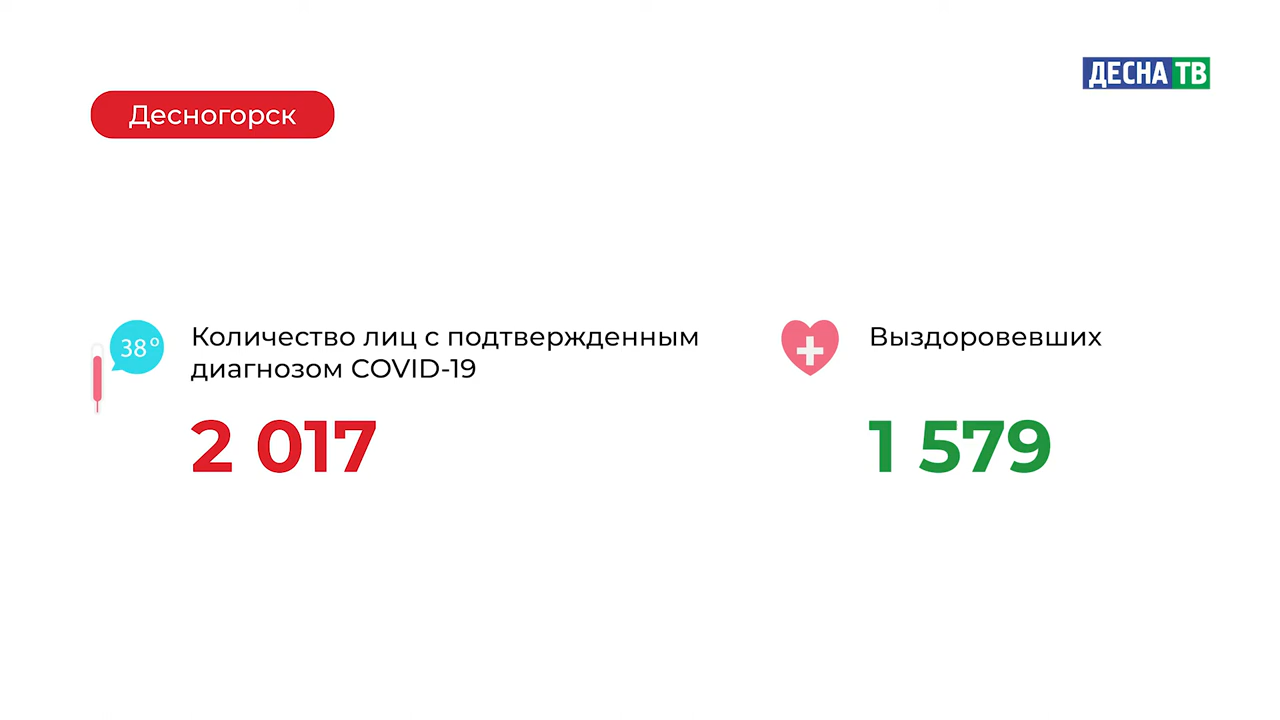 ДЕСНА ТВ
Десногорск
38°
Количество лиц с подтвержденным
диагнозом COVID-19
2 017
Выздоровевших
1 579